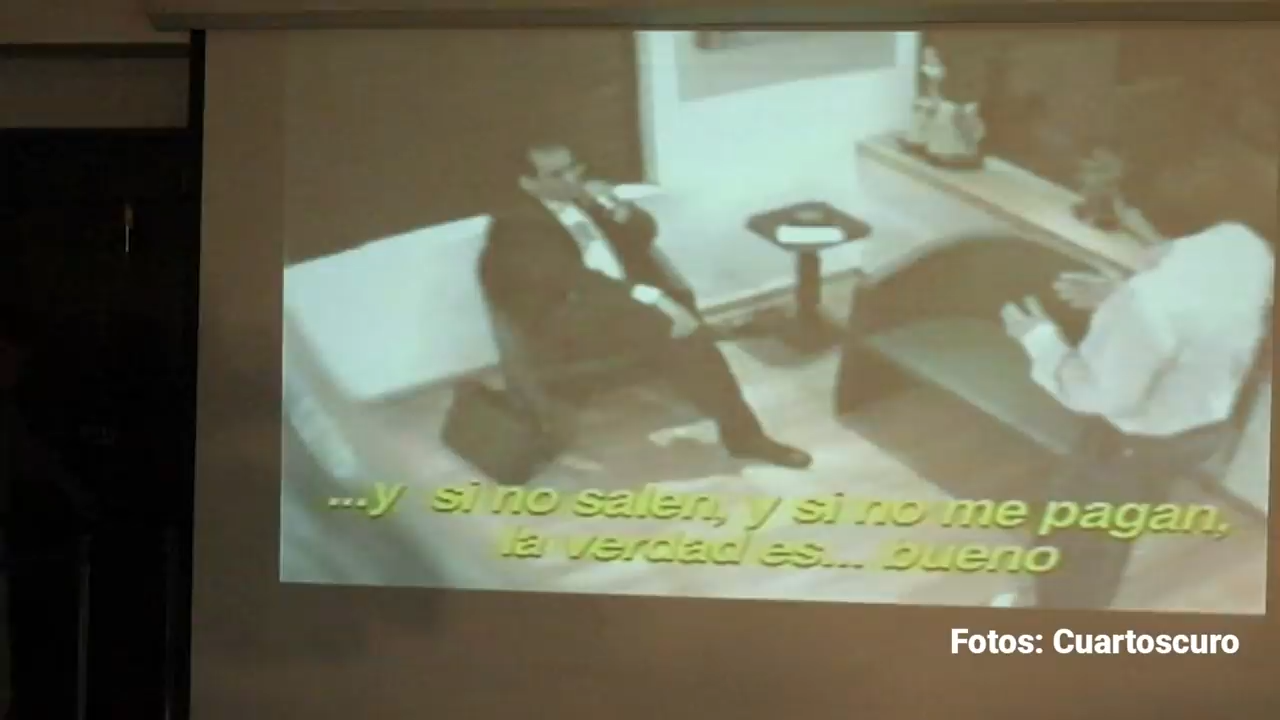 ...y si no salen, y si no me pagan,
la verdad es... bueno
Fotos: Cuartoscuro